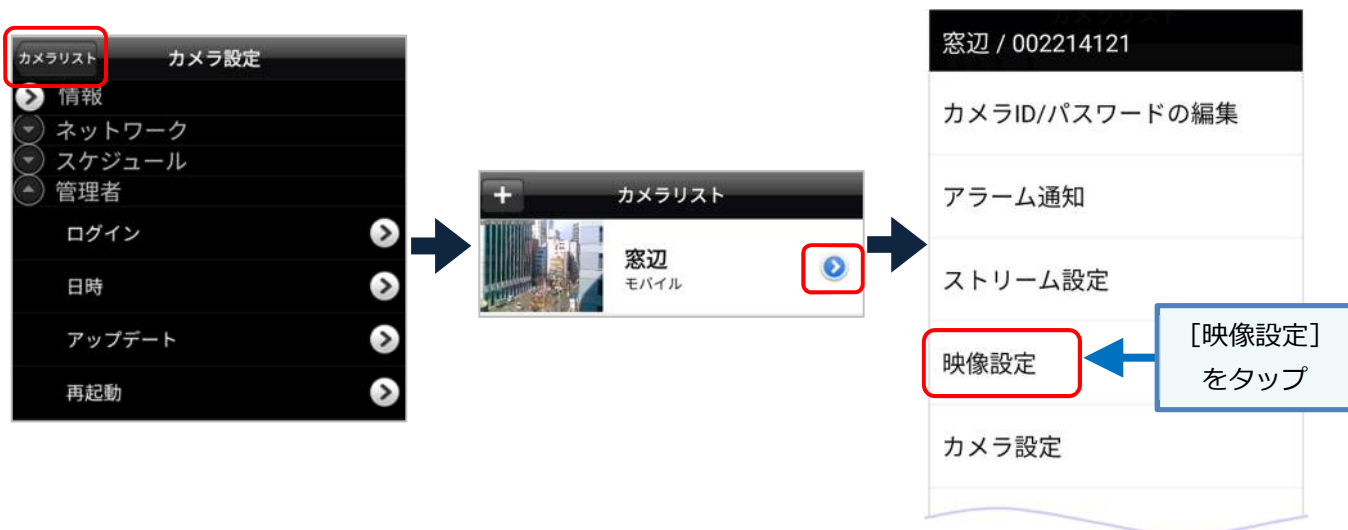 カメラリスト
カメラ設定
情報
ネットワーク
スケジュール
管理者
ログイン
日時
アップデート
再起動
+
カメラリスト
窓辺
モバイル
窓辺 / 002214121
カメラID/パスワードの編集
アラーム通知
ストリーム設定
映像設定
カメラ設定
［映像設定］
をタップ